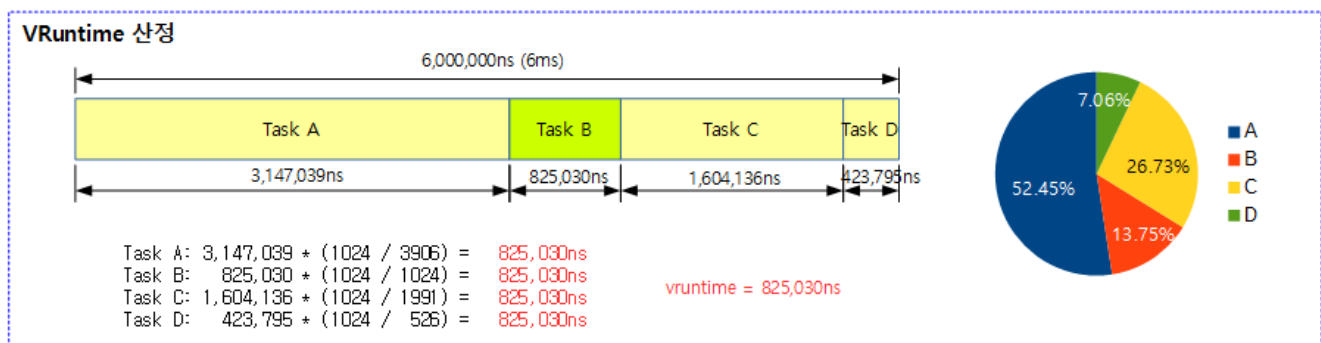 VRuntime 산정
6,000,000ns (6ms)
Task A
Task B
Task C
Task D
3,147,039ns
825,030ns
1,604,136ns
423,795ns
Task A: 3,147,039 * (1024 / 3906) = 825,030ns
Task B: 825,030 * (1024 / 1024) = 825,030ns
Task C: 1,604,136 * (1024 / 1991) = 825,030ns
Task D: 423,795 * (1024 / 526) = 825,030ns
vruntime = 825,030ns
7.06%
26.73%
52.45%
13.75%
A
B
C
D